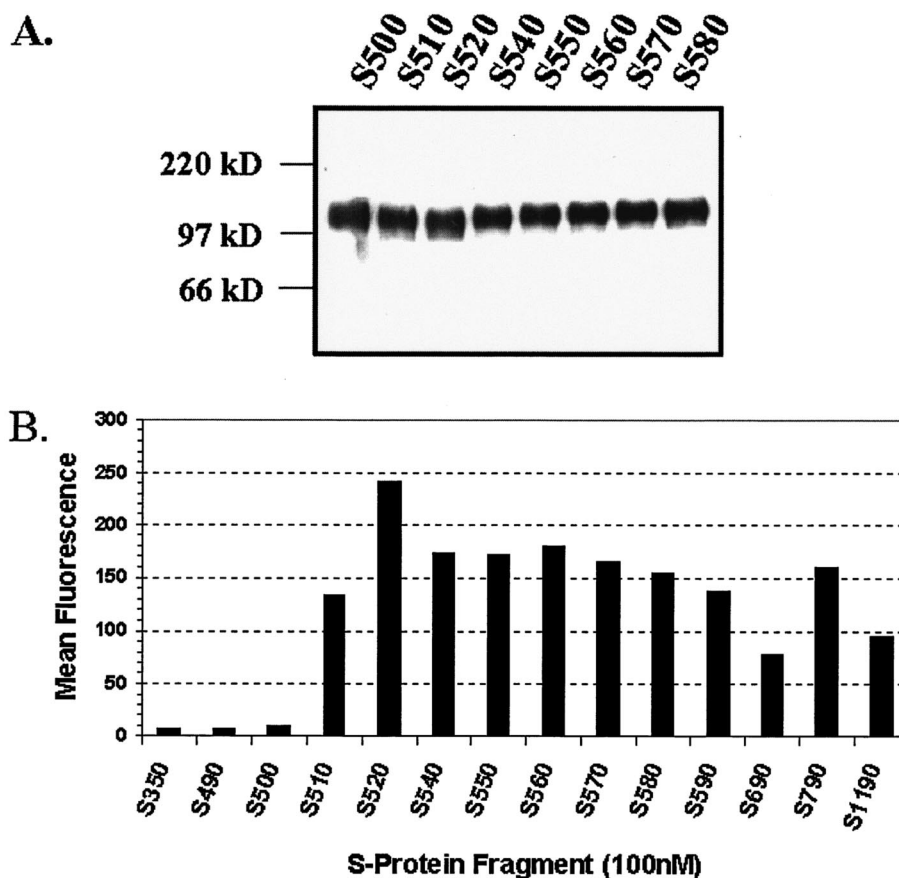 A.
S500 S510 S520 S540 S550 S560 S570 S580
220 kD
97 kD
66 kD
B.
300
250
200
150
100
50
0
Mean Fluorescence
S350 S490 S500 S510 S520 S540 S550 S560 S570 S580 S590 S690 S790 S1190
S-Protein Fragment (100nM)